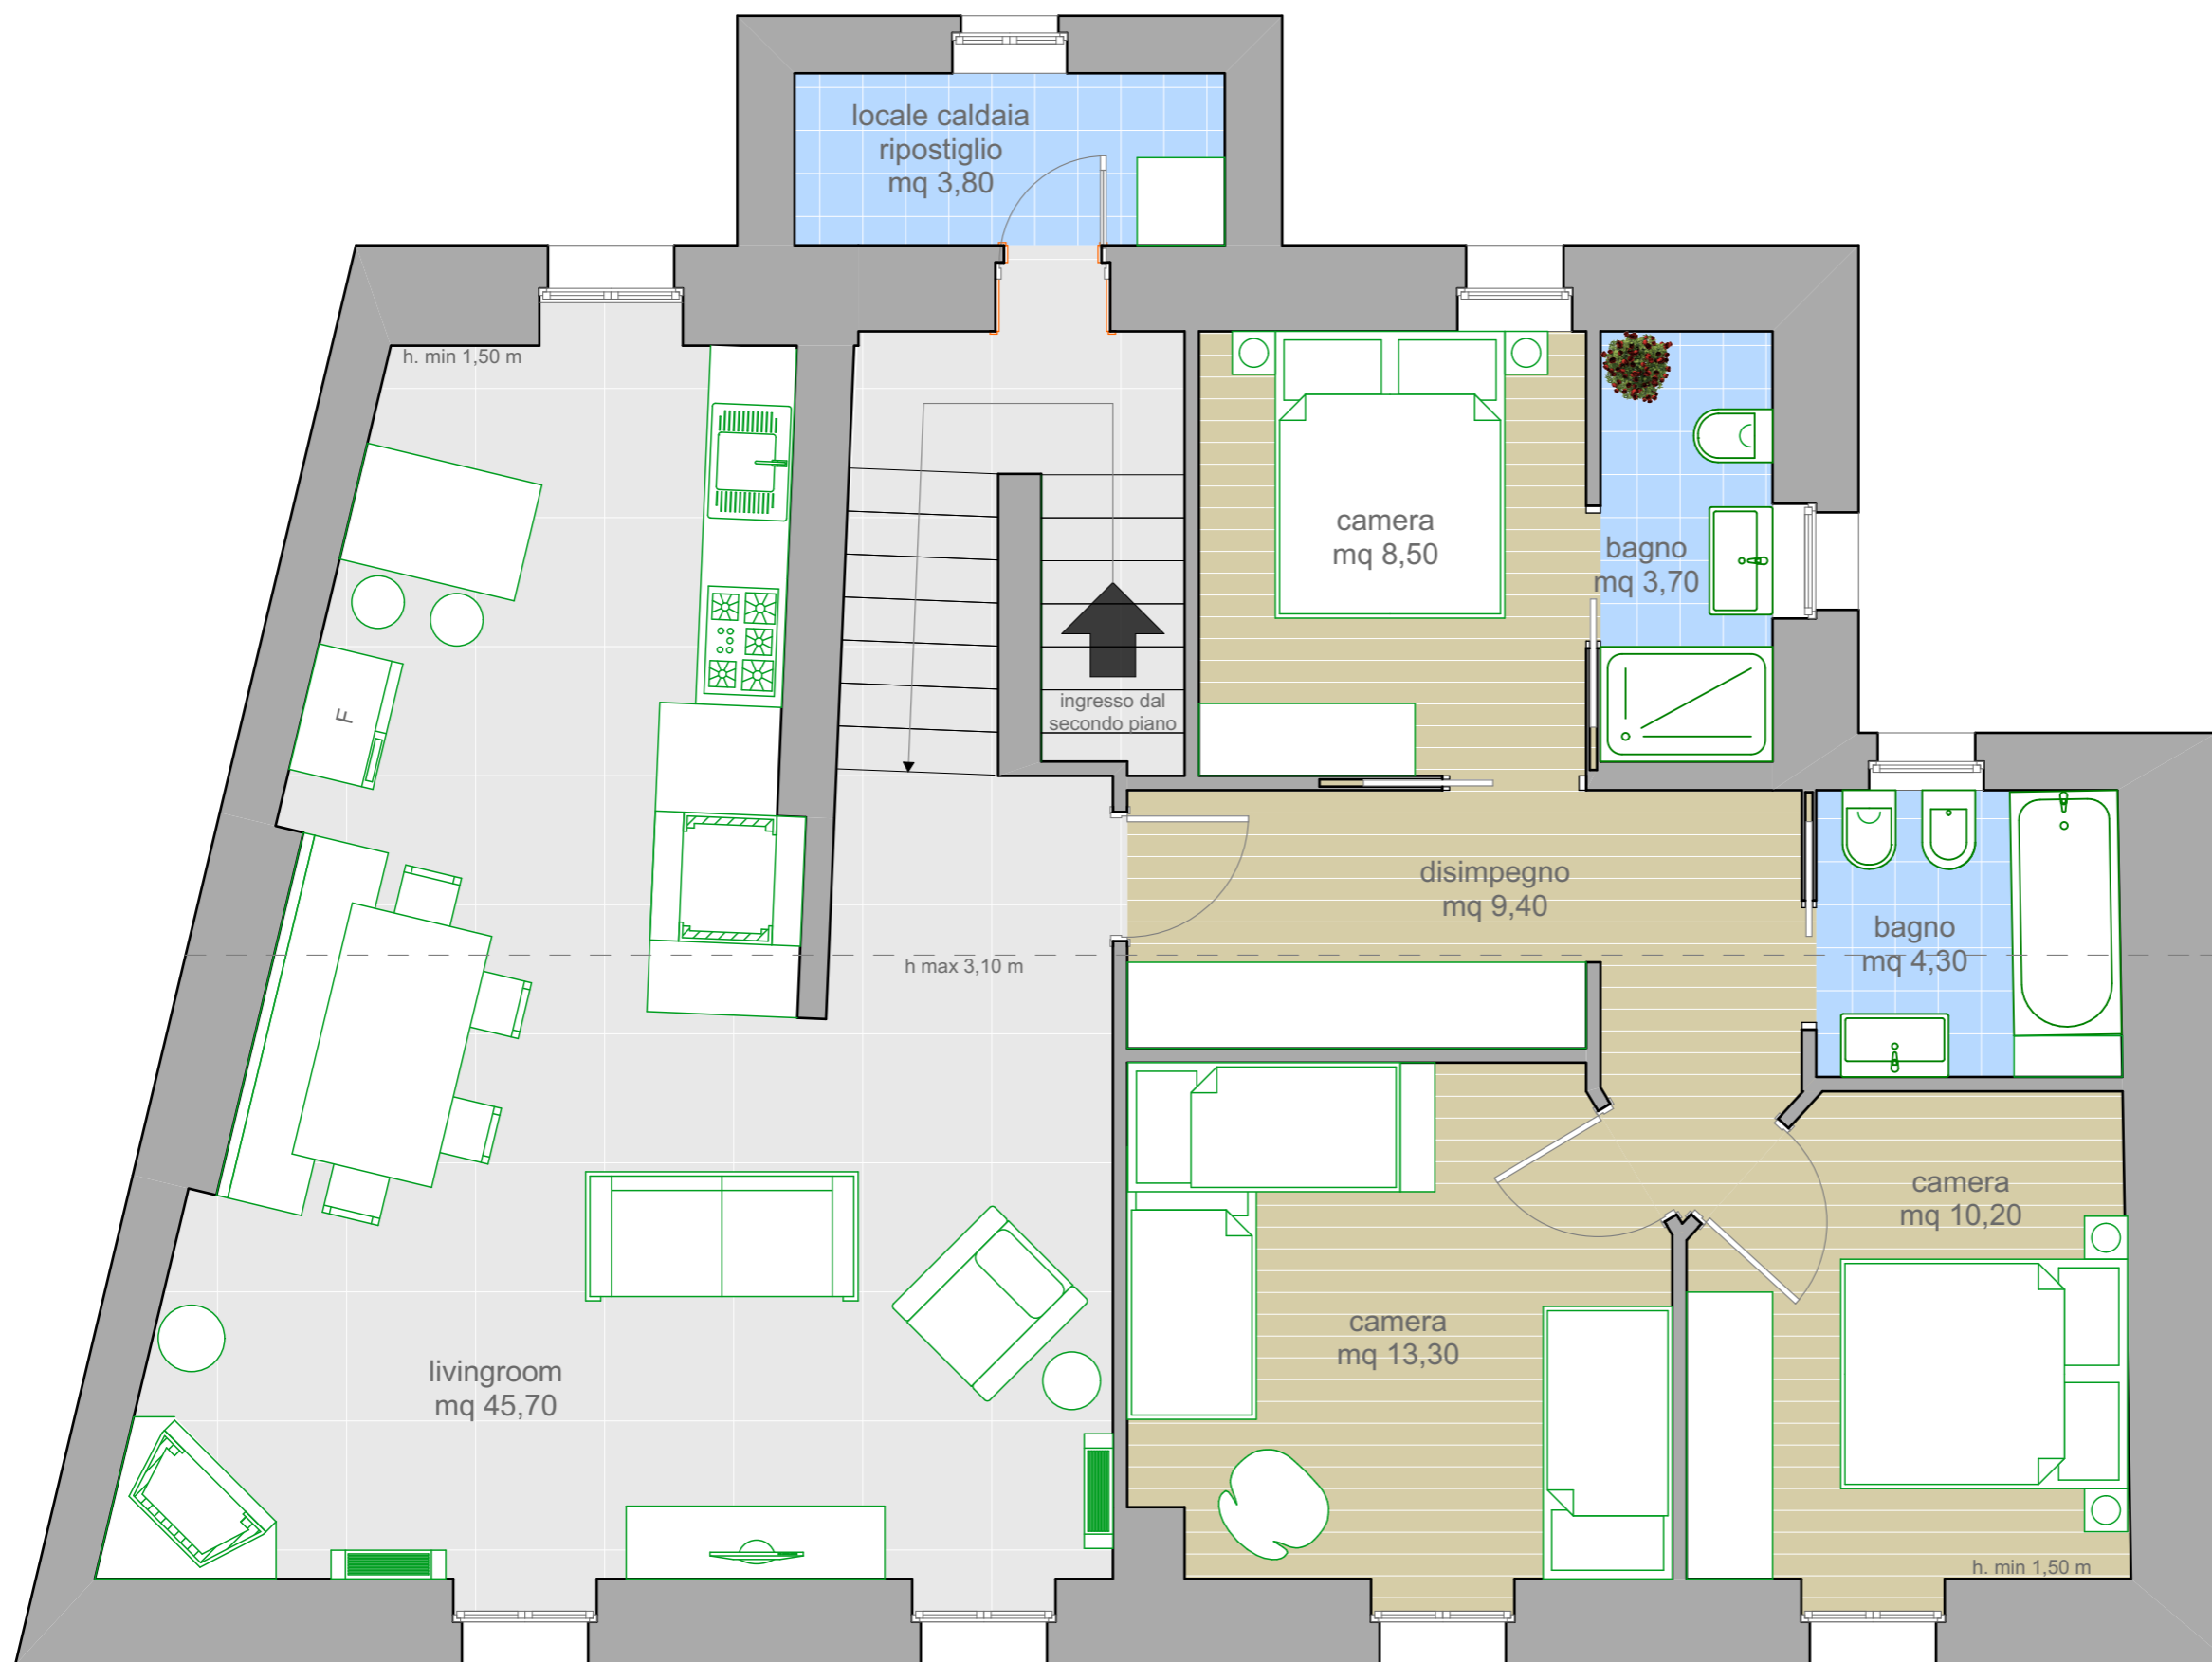 locale caldaia
ripostiglio
mq 3,80
h. min 1,50 m
camera
mq 8,50
bagno
mq 3,70
F
ingresso dal
secondo piano
disimpegno
mq 9,40
bagno
mq 4,30
h max 3,10 m
camera
mq 10,20
camera
mq 13,30
livingroom
mq 45,70
h. min 1,50 m